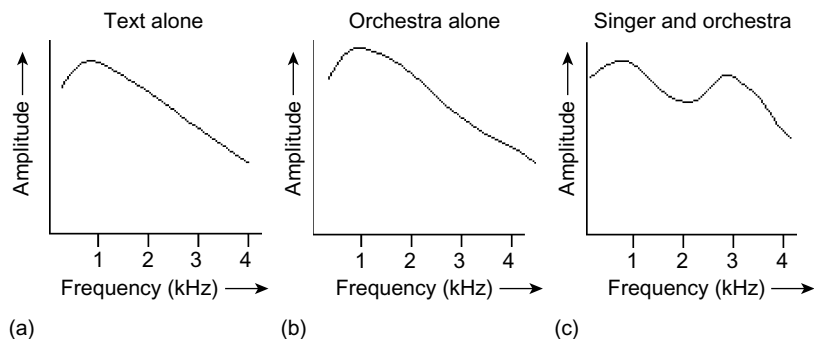 Text alone
Amplitude
1 2 3 4
Frequency (kHz)
(a)
Orchestra alone
Amplitude
1 2 3 4
Frequency (kHz)
(b)
Singer and orchestra
Amplitude
1 2 3 4
Frequency (kHz)
(c)